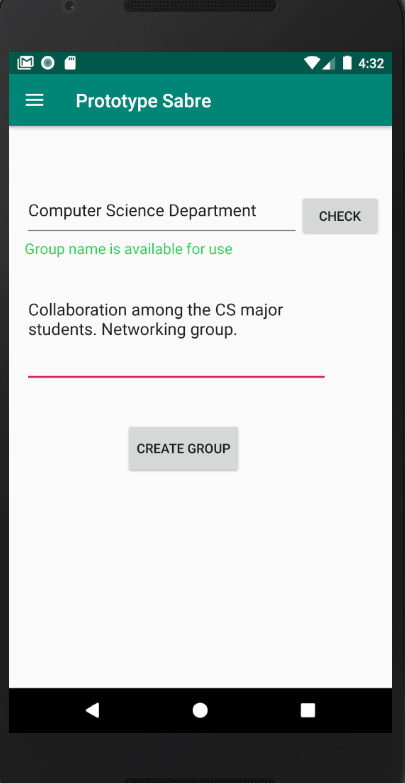 4:32
Prototype Sabre
Computer Science Department
CHECK
Group name is available for use
Collaboration among the CS major
students. Networking group.
CREATE GROUP